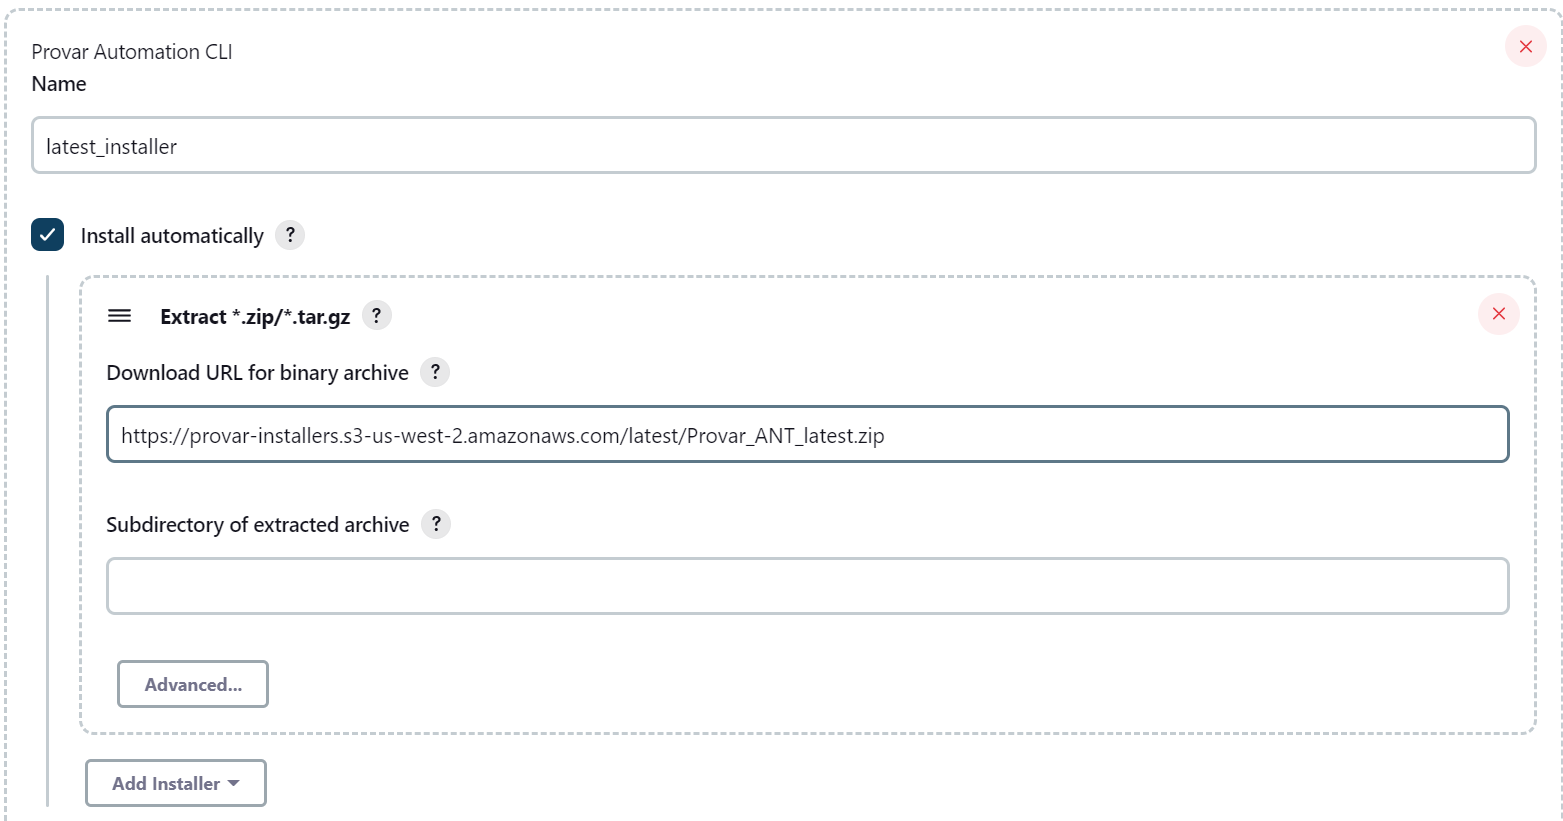 Provar Automation CLI
Name
latest_installer
Install automatically ?
Extract *.zip/*.tar.gz ?
Download URL for binary archive ?
https://provar-installers.s3-us-west-2.amazonaws.com/latest/Provar_ANT_latest.zip
Subdirectory of extracted archive ?
Advanced...
Add Installer